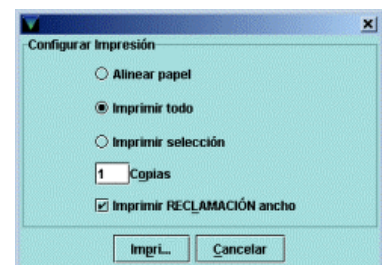 Configurar Impresión
Alinear papel
Imprimir todo
Imprimir selección
1 Copias
Imprimir RECLAMACIÓN ancho
Impri... Cancelar